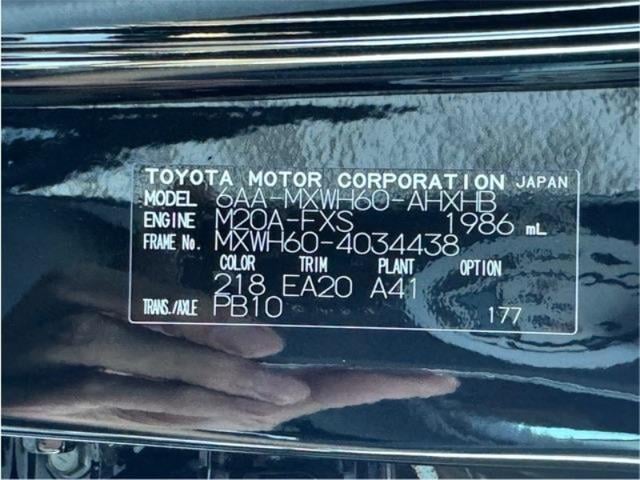 TOYOTA MOTOR CORPORATION JAPAN
MODEL 6AA-MXWH60-AHXHB
ENGINE M20A-FXS 1986 mL
FRAME No. MXWH60-4034438
COLOR TRIM PLANT OPTION
218 EA20 A41
TRANS./AXLE PB10 177